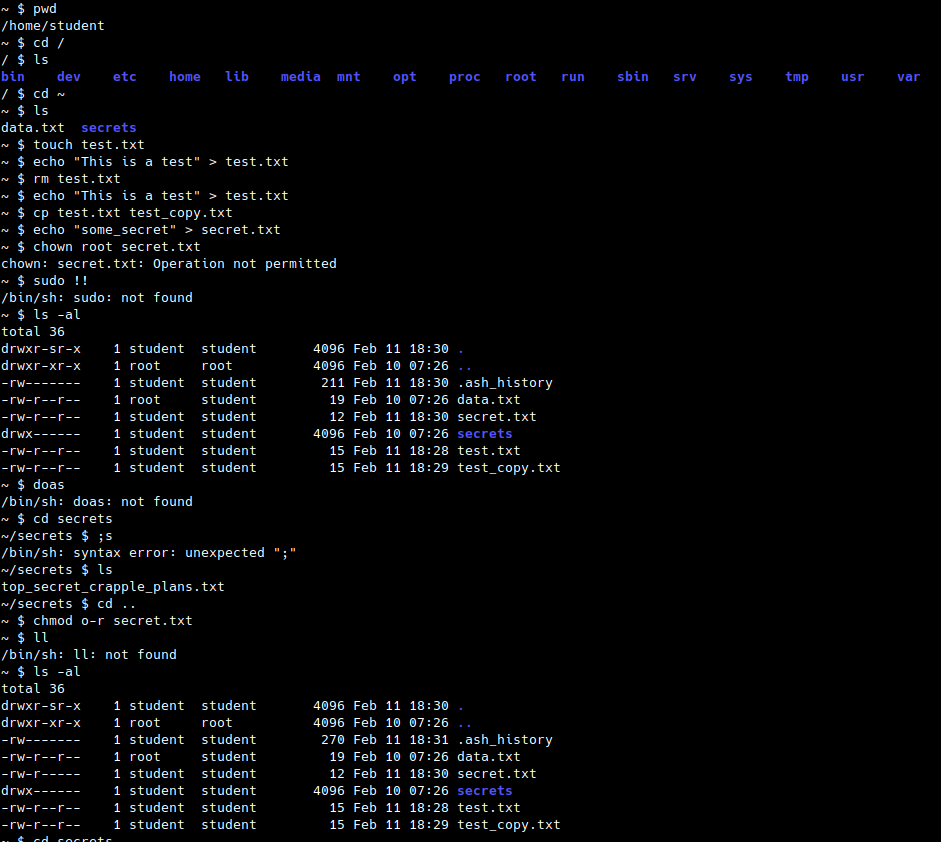 ~ $ pwd
/home/student
~ $ cd /
/ $ ls
bin    dev    etc    home   lib    media  mnt    opt    proc   root   run    sbin   srv    sys    tmp    usr    var
/ $ cd ~
~ $ ls
data.txt  secrets
~ $ touch test.txt
~ $ echo "This is a test" > test.txt
~ $ rm test.txt
~ $ echo "This is a test" > test.txt
~ $ cp test.txt test_copy.txt
~ $ echo "some_secret" > secret.txt
~ $ chown root secret.txt
chown: secret.txt: Operation not permitted
~ $ sudo !!
/bin/sh: sudo: not found
~ $ ls -al
total 36
drwxr-sr-x    1 student  student       4096 Feb 11 18:30 .
drwxr-xr-x    1 root     root          4096 Feb 10 07:26 ..
-rw-------    1 student  student        211 Feb 11 18:30 .ash_history
-rw-r--r--    1 root     student         19 Feb 10 07:26 data.txt
-rw-r--r--    1 student  student         12 Feb 11 18:30 secret.txt
drwx------    1 student  student       4096 Feb 10 07:26 secrets
-rw-r--r--    1 student  student         15 Feb 11 18:28 test.txt
-rw-r--r--    1 student  student         15 Feb 11 18:29 test_copy.txt
~ $ doas
/bin/sh: doas: not found
~ $ cd secrets
~/secrets $ ;s
/bin/sh: syntax error: unexpected ";"
~/secrets $ ls
top_secret_crapple_plans.txt
~/secrets $ cd ..
~ $ chmod o-r secret.txt
~ $ ll
/bin/sh: ll: not found
~ $ ls -al
total 36
drwxr-sr-x    1 student  student       4096 Feb 11 18:30 .
drwxr-xr-x    1 root     root          4096 Feb 10 07:26 ..
-rw-------    1 student  student        270 Feb 11 18:31 .ash_history
-rw-r--r--    1 root     student         19 Feb 10 07:26 data.txt
-rw-r-----    1 student  student         12 Feb 11 18:30 secret.txt
drwx------    1 student  student       4096 Feb 10 07:26 secrets
-rw-r--r--    1 student  student         15 Feb 11 18:28 test.txt
-rw-r--r--    1 student  student         15 Feb 11 18:29 test_copy.txt
~ $ cd secrets